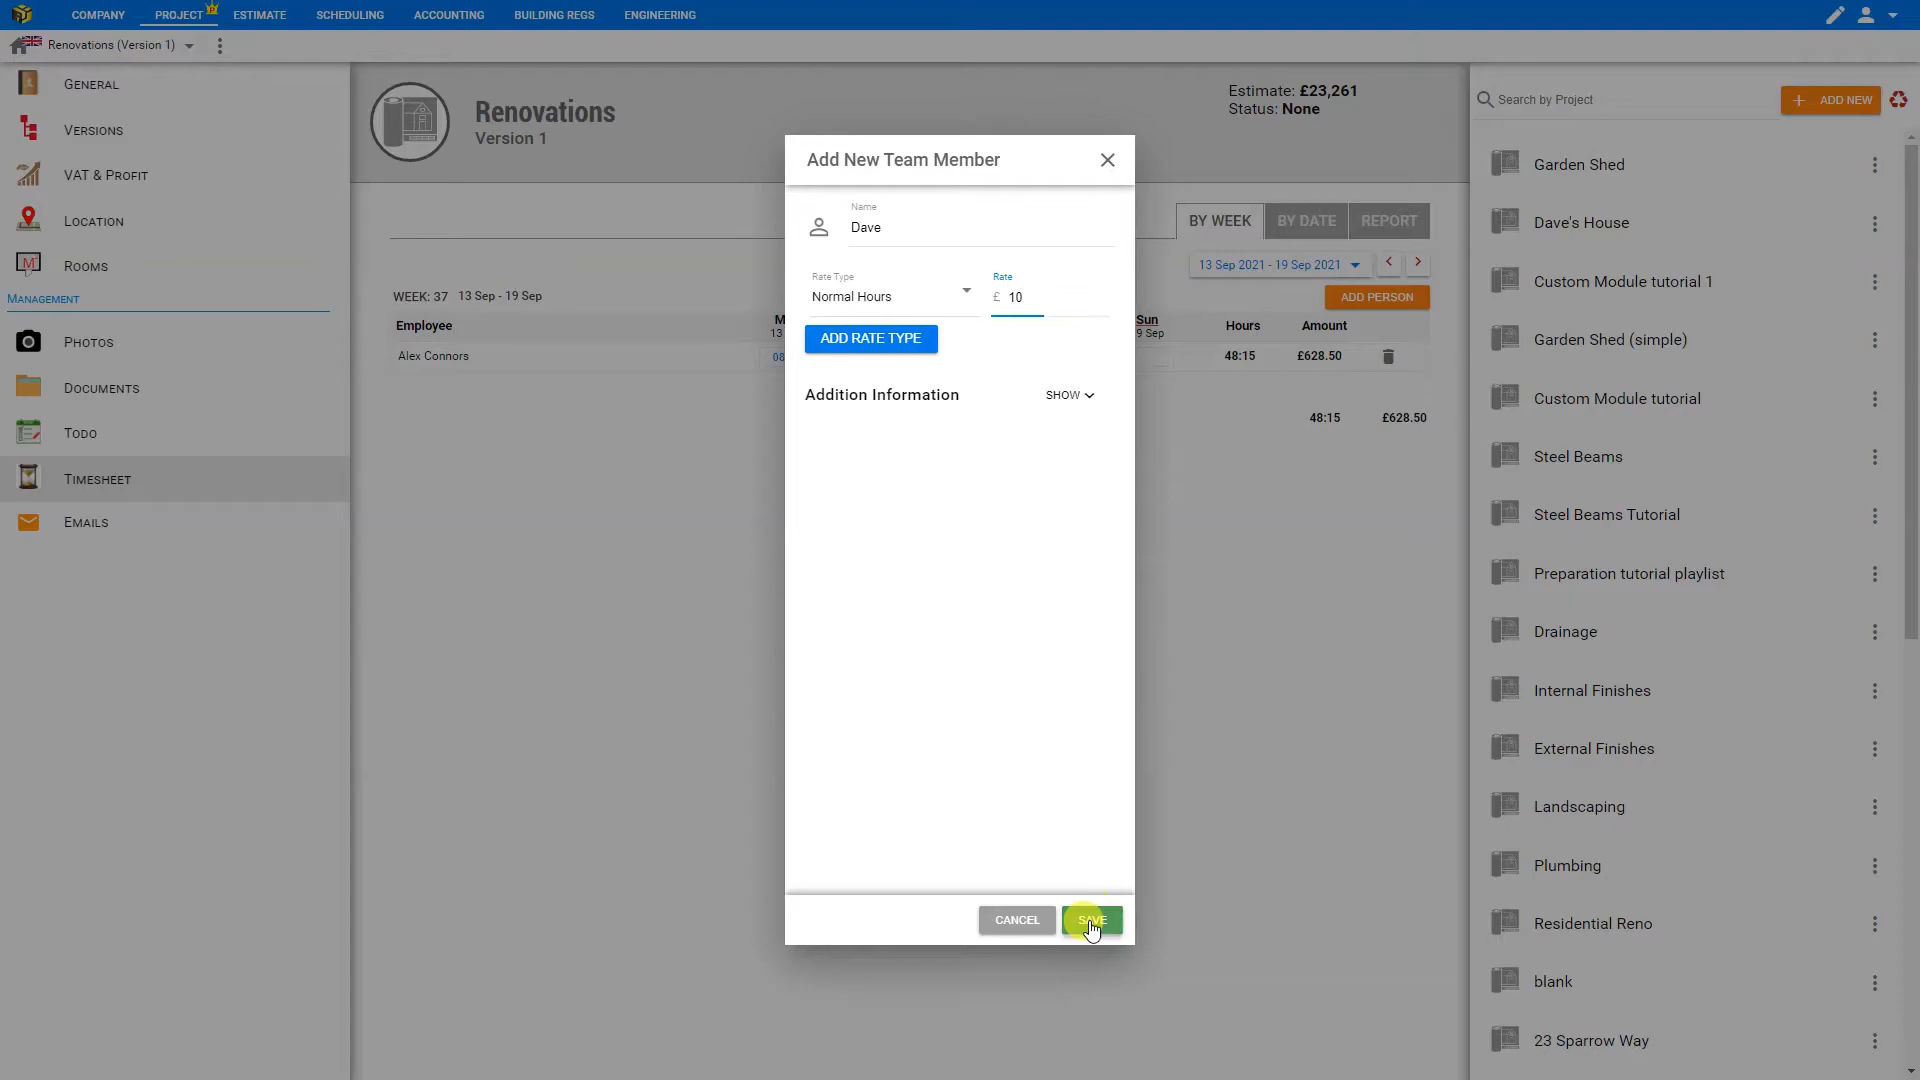 COMPANY PROJECT ESTIMATE SCHEDULING ACCOUNTING BUILDING REGS ENGINEERING
Renovations (Version 1)
GENERAL
VERSIONS
VAT & PROFIT
LOCATION
ROOMS
MANAGEMENT
PHOTOS
DOCUMENTS
TODO
TIMESHEET
EMAILS
Renovations
Version 1
Estimate: £23,261
Status: None
BY WEEK BY DATE REPORT
13 Sep 2021 - 19 Sep 2021
WEEK: 37 13 Sep - 19 Sep
ADD PERSON
Employee M Sun Hours Amount
13 9 Sep
Alex Connors 08 48:15 £628.50
48:15 £628.50
Add New Team Member
Name
Dave
Rate Type Rate
Normal Hours £ 10
ADD RATE TYPE
Addition Information SHOW
CANCEL SAVE
Search by Project
ADD NEW
Garden Shed
Dave's House
Custom Module tutorial 1
Garden Shed (simple)
Custom Module tutorial
Steel Beams
Steel Beams Tutorial
Preparation tutorial playlist
Drainage
Internal Finishes
External Finishes
Landscaping
Plumbing
Residential Reno
blank
23 Sparrow Way